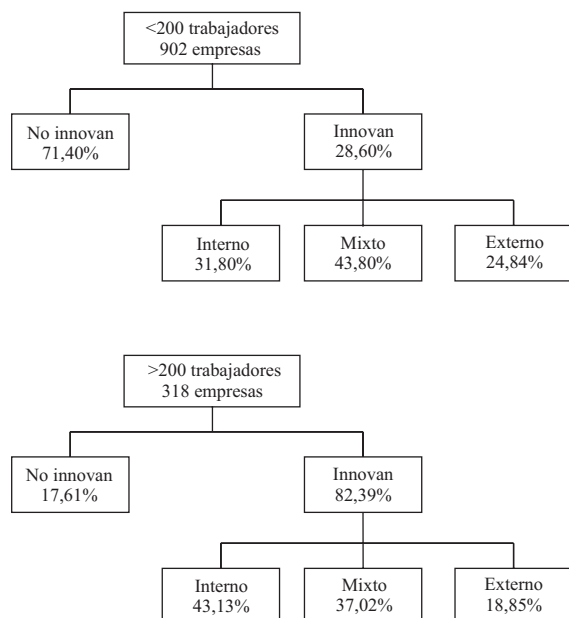 <200 trabajadores
902 empresas
No innovan
71,40%
Innovan
28,60%
Interno
31,80%
Mixto
43,80%
Externo
24,84%
>200 trabajadores
318 empresas
No innovan
17,61%
Innovan
82,39%
Interno
43,13%
Mixto
37,02%
Externo
18,85%